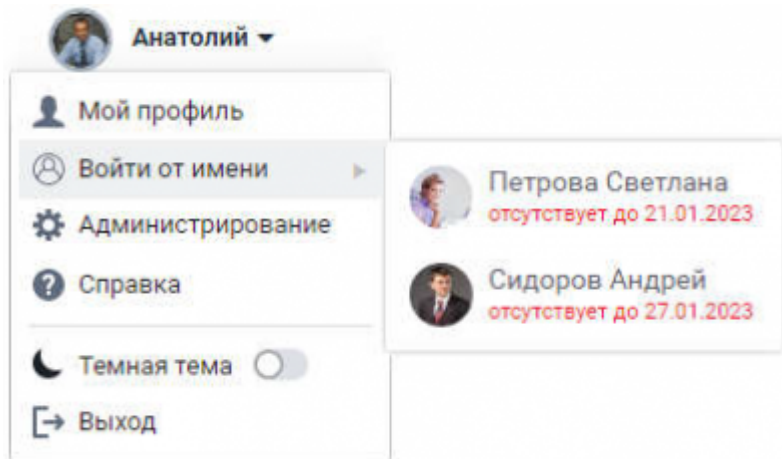 Анатолий
Мой профиль
Войти от имени
Администрирование
Справка
Темная тема
Выход
Петрова Светлана
отсутствует до 21.01.2023
Сидоров Андрей
отсутствует до 27.01.2023